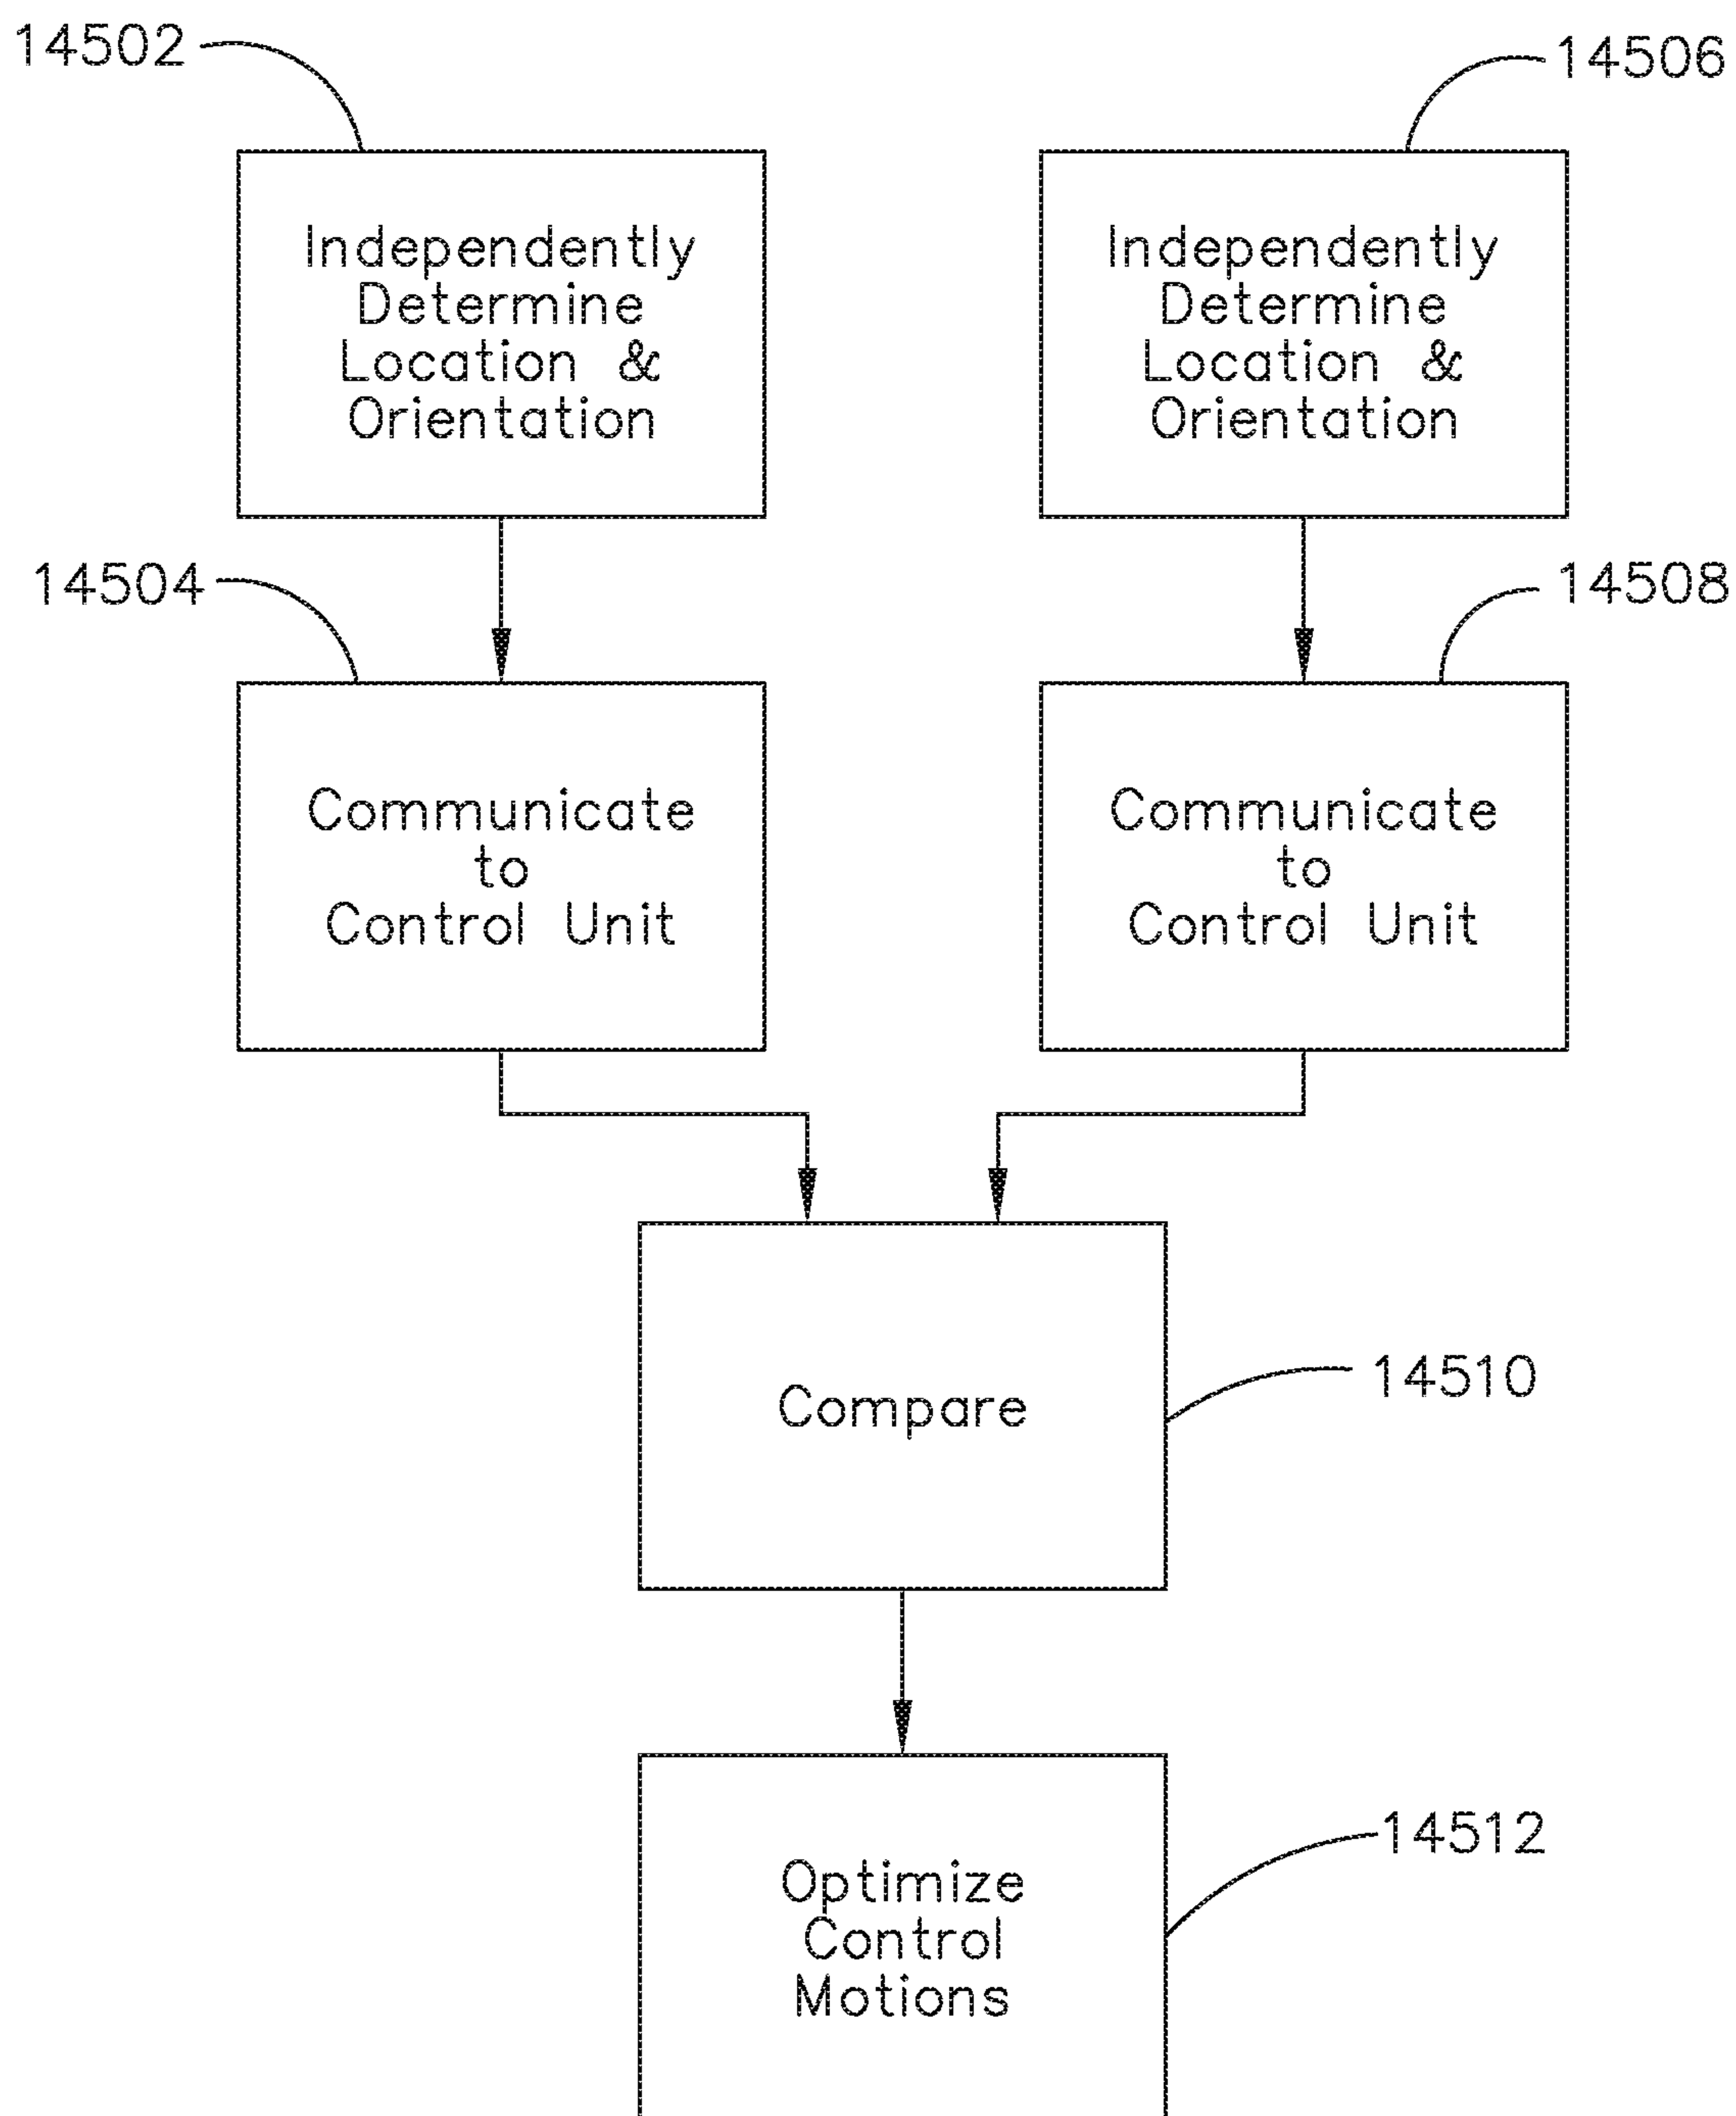 14502
14506
Independently
Determine
Location &
Orientation
Independently
Determine
Location &
Orientation
14504
14508
Communicate
to
Control Unit
Communicate
to
Control Unit
Compare
14510
14512
Optimize
Control
Motions